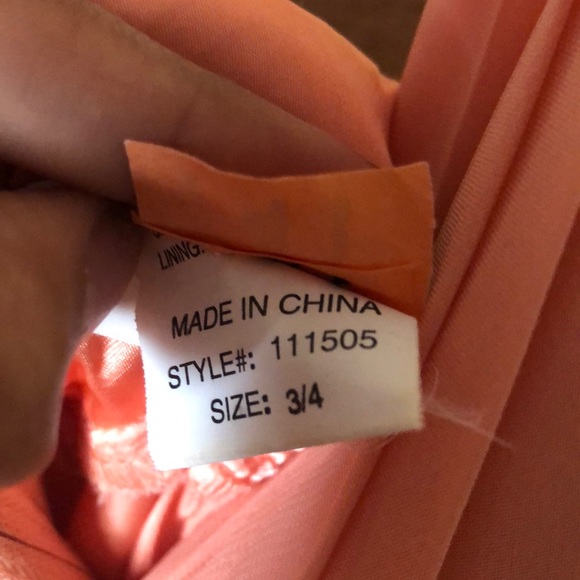 LINING:
MADE IN CHINA
STYLE#: 111505
SIZE: 3/4